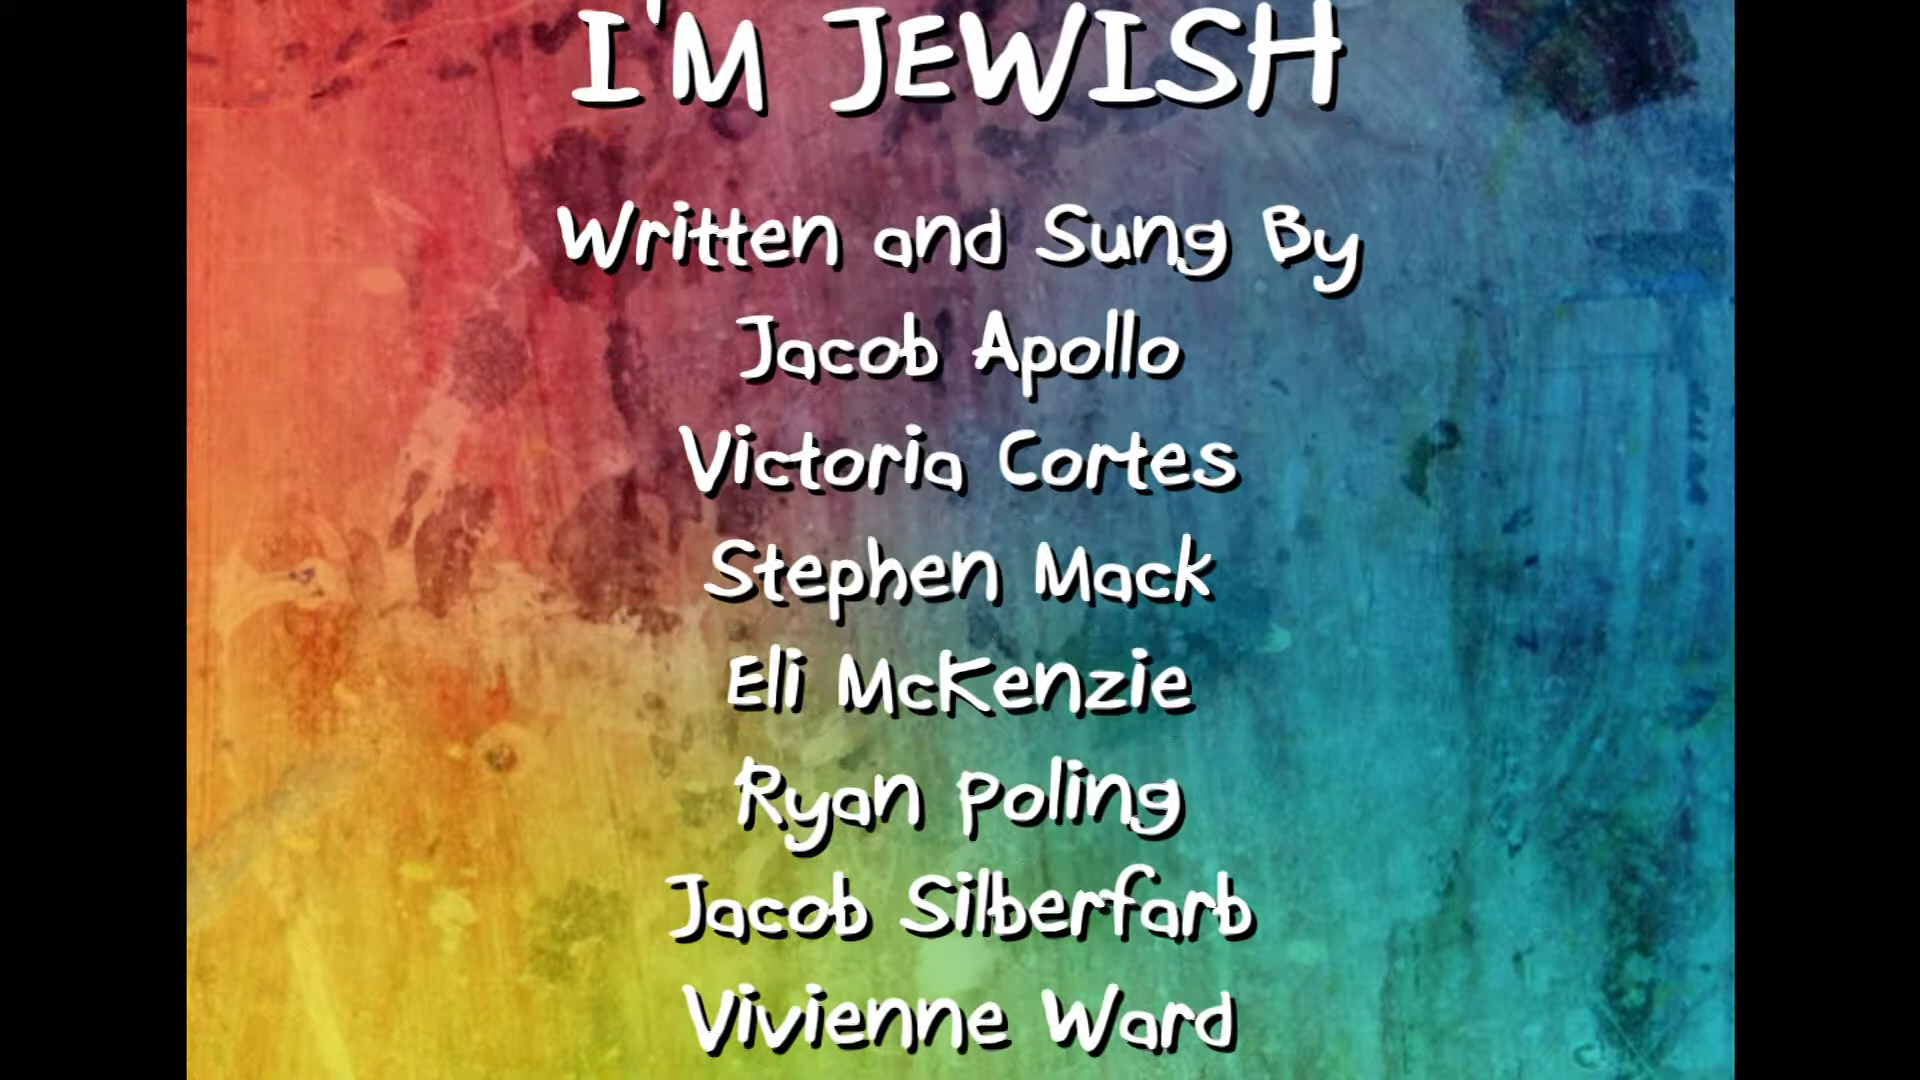 I'M JEWISH
Written and Sung By
Jacob Apollo
Victoria Cortes
Stephen Mack
Eli McKenzie
Ryan Poling
Jacob Silberfarb
Vivienne Ward